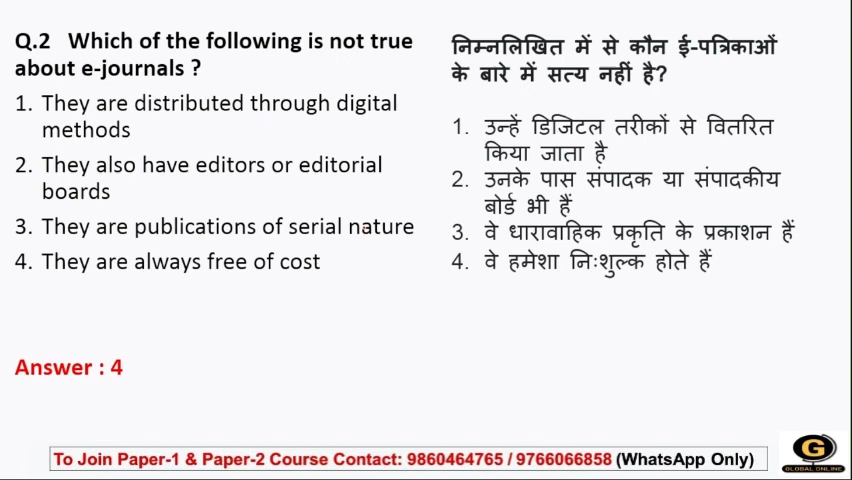 Q.2 Which of the following is not true
about e-journals ?
1. They are distributed through digital
methods
2. They also have editors or editorial
boards
3. They are publications of serial nature
4. They are always free of cost
Answer : 4
निम्नलिखित में से कौन ई-पत्रिकाओं
के बारे में सत्य नहीं है?
1. उन्हें डिजिटल तरीकों से वितरित
किया जाता है
2. उनके पास संपादक या संपादकीय
बोर्ड भी हैं
3. वे धारावाहिक प्रकृति के प्रकाशन हैं
4. वे हमेशा निःशुल्क होते हैं
To Join Paper-1 & Paper-2 Course Contact: 9860464765 / 9766066858 (WhatsApp Only)
G
GLOBAL ONLINE